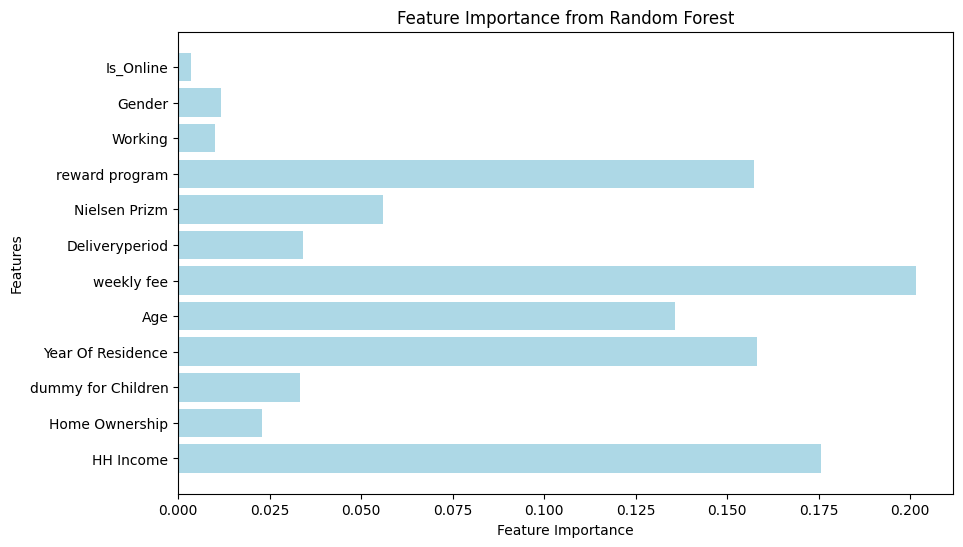 Feature Importance from Random Forest
Is_Online
Gender
Working
reward program
Nielsen Prizm
Deliveryperiod
weekly fee
Age
Year Of Residence
dummy for Children
Home Ownership
HH Income
Features
0.000 0.025 0.050 0.075 0.100 0.125 0.150 0.175 0.200
Feature Importance